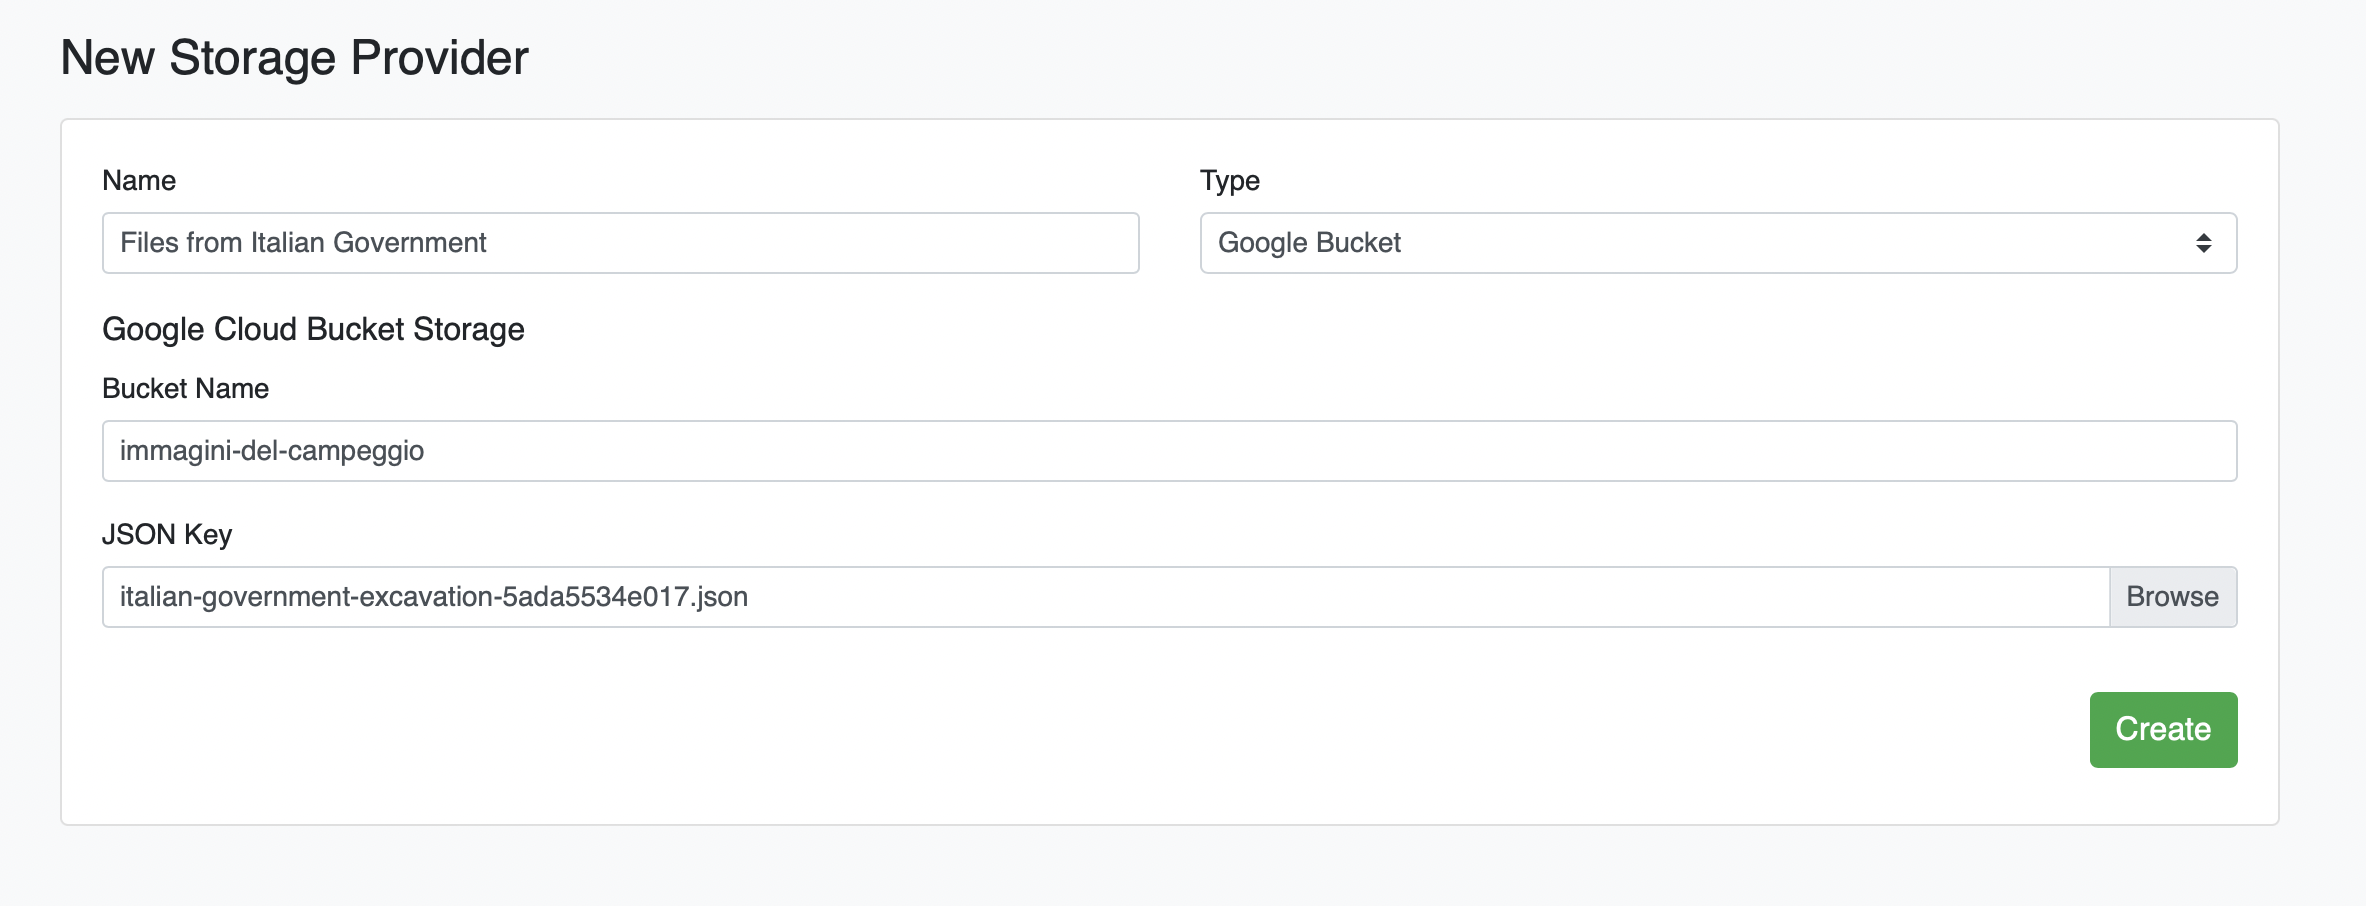 New Storage Provider
Name
Type
Files from Italian Government
Google Bucket
Google Cloud Bucket Storage
Bucket Name
immagini-del-campeggio
JSON Key
italian-government-excavation-5ada5534e017.json
Browse
Create